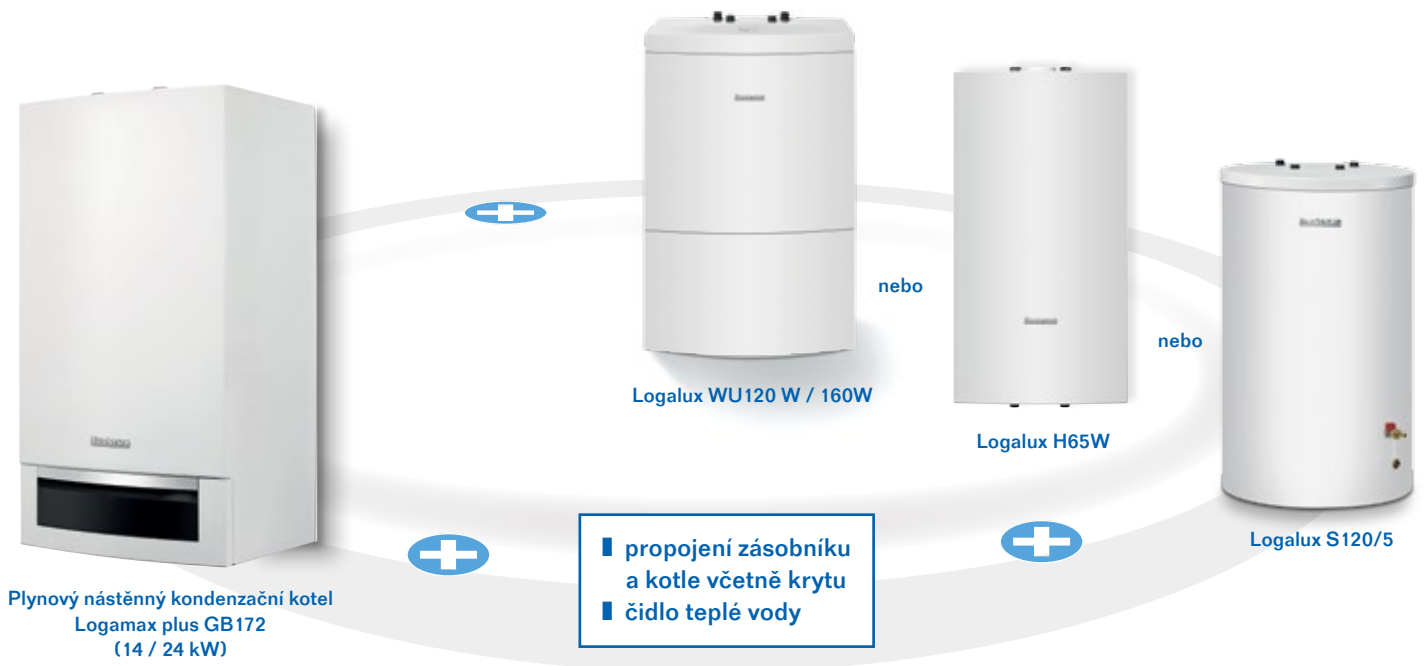 nebo
nebo
Logalux WU120 W / 160W
Logalux H65W
Logalux S120/5
Plynový nástěnný kondenzační kotel
Logamax plus GB172
(14 / 24 kW)
propojení zásobníku
a kotle včetně krytu
čidlo teplé vody